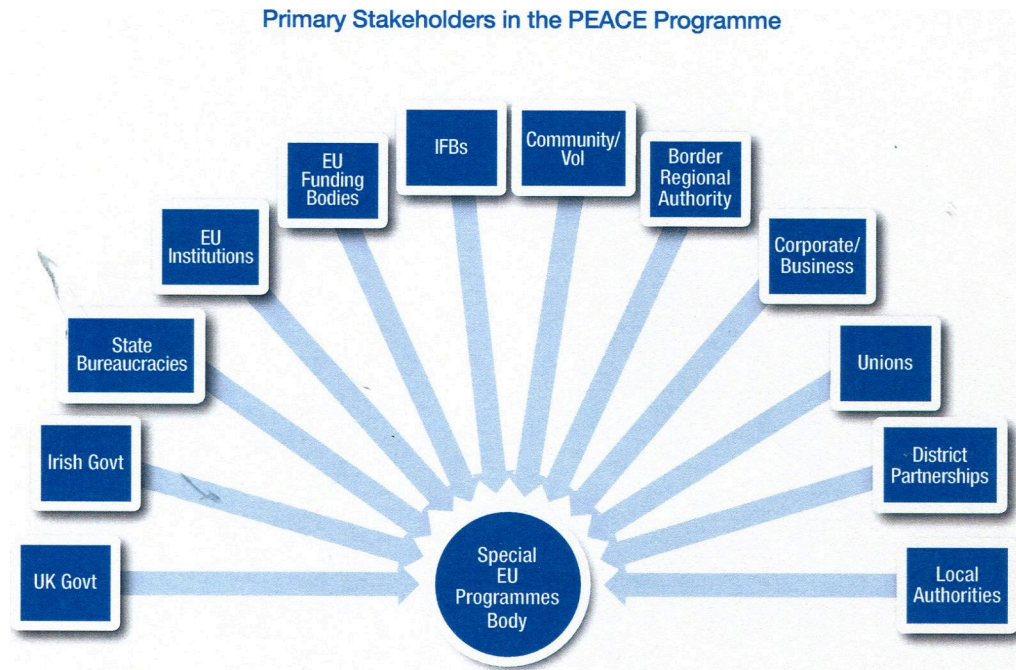 Primary Stakeholders in the PEACE Programme
IFBs
Community/
Vol
EU
Funding
Bodies
Border
Regional
Authority
EU
Institutions
Corporate/
Business
State
Bureaucracies
Unions
Irish Govt
District
Partnerships
UK Govt
Special
EU
Programmes
Body
Local
Authorities